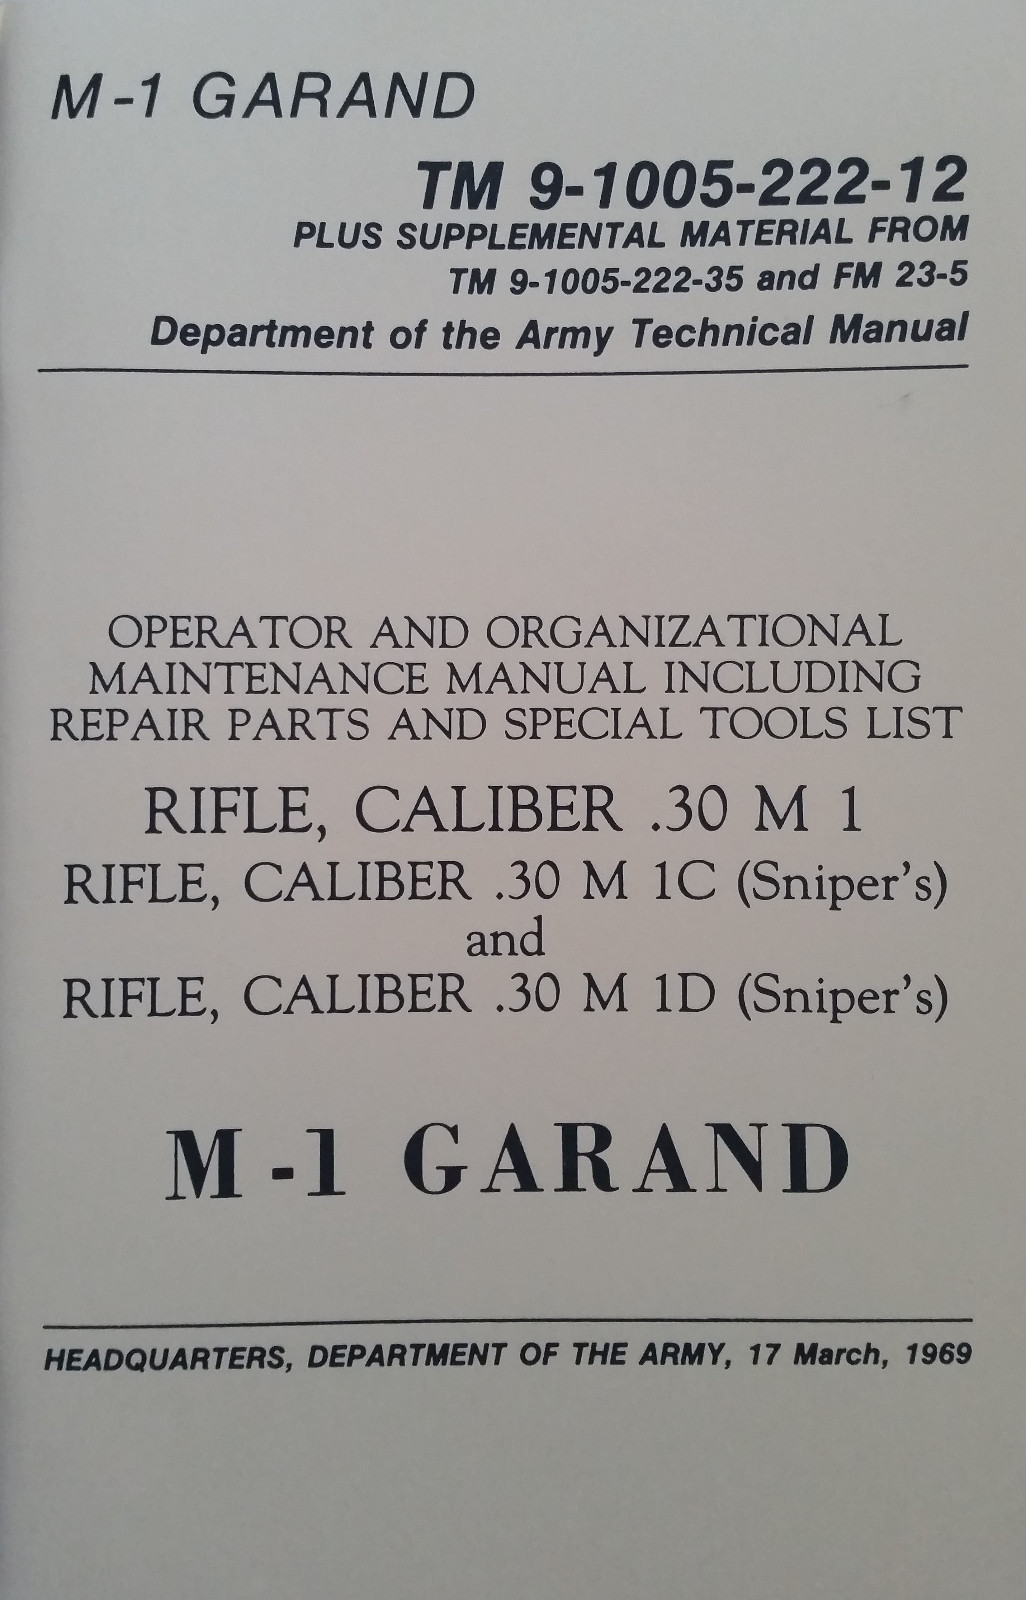 M-1 GARAND
TM 9-1005-222-12
PLUS SUPPLEMENTAL MATERIAL FROM
TM 9-1005-222-35 and FM 23-5
Department of the Army Technical Manual
OPERATOR AND ORGANIZATIONAL
MAINTENANCE MANUAL INCLUDING
REPAIR PARTS AND SPECIAL TOOLS LIST
RIFLE, CALIBER .30 M 1
RIFLE, CALIBER .30 M 1C (Sniper's)
and
RIFLE, CALIBER .30 M 1D (Sniper's)
M-1 GARAND
HEADQUARTERS, DEPARTMENT OF THE ARMY, 17 March, 1969